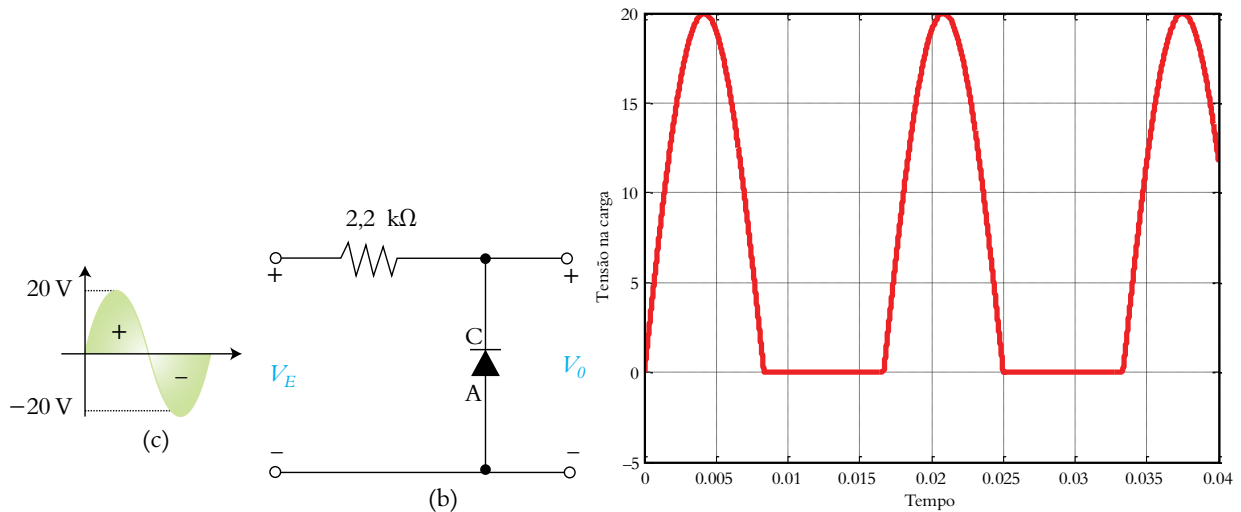 20 V
+
−
−20 V
(c)
2,2 kΩ
+
+
C
A
V_E
V_0
−
−
(b)
20
15
10
5
0
−5
Tensão na carga
0
0.005
0.01
0.015
0.02
0.025
0.03
0.035
0.04
Tempo